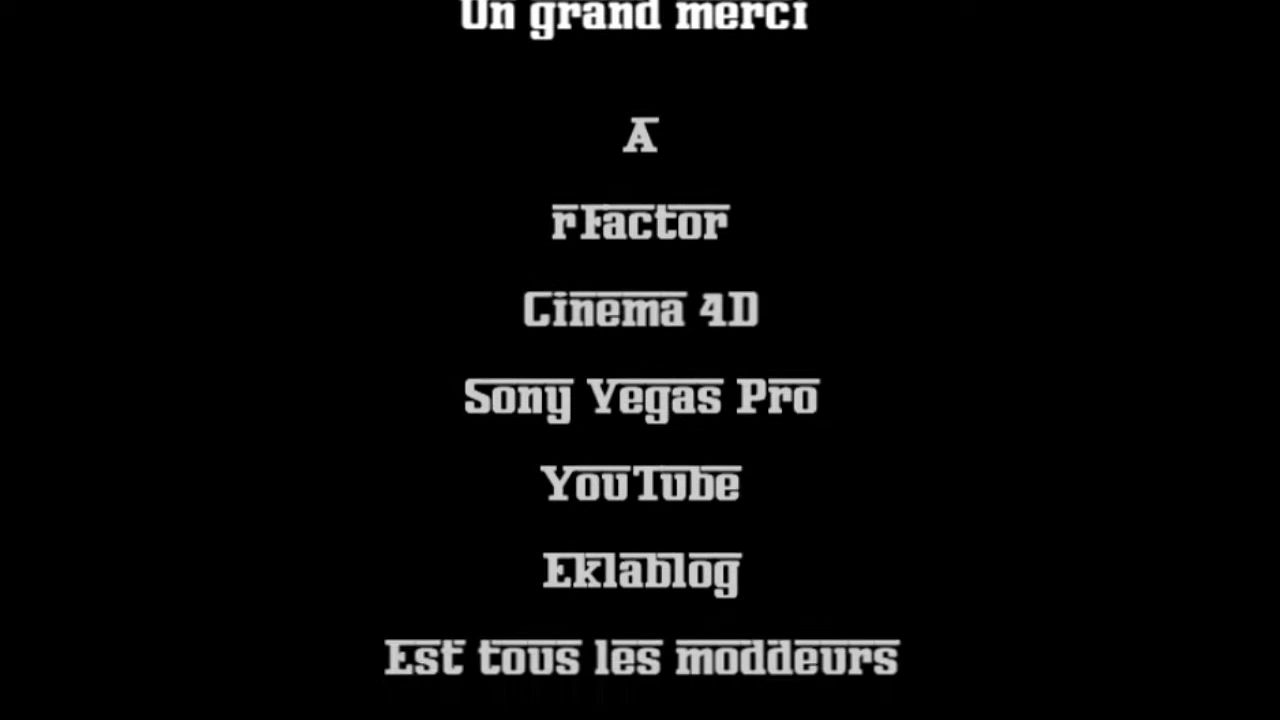 Un grand merci
A
rFactor
Cinema 4D
Sony Vegas Pro
YouTube
Eklablog
Est tous les moddeurs